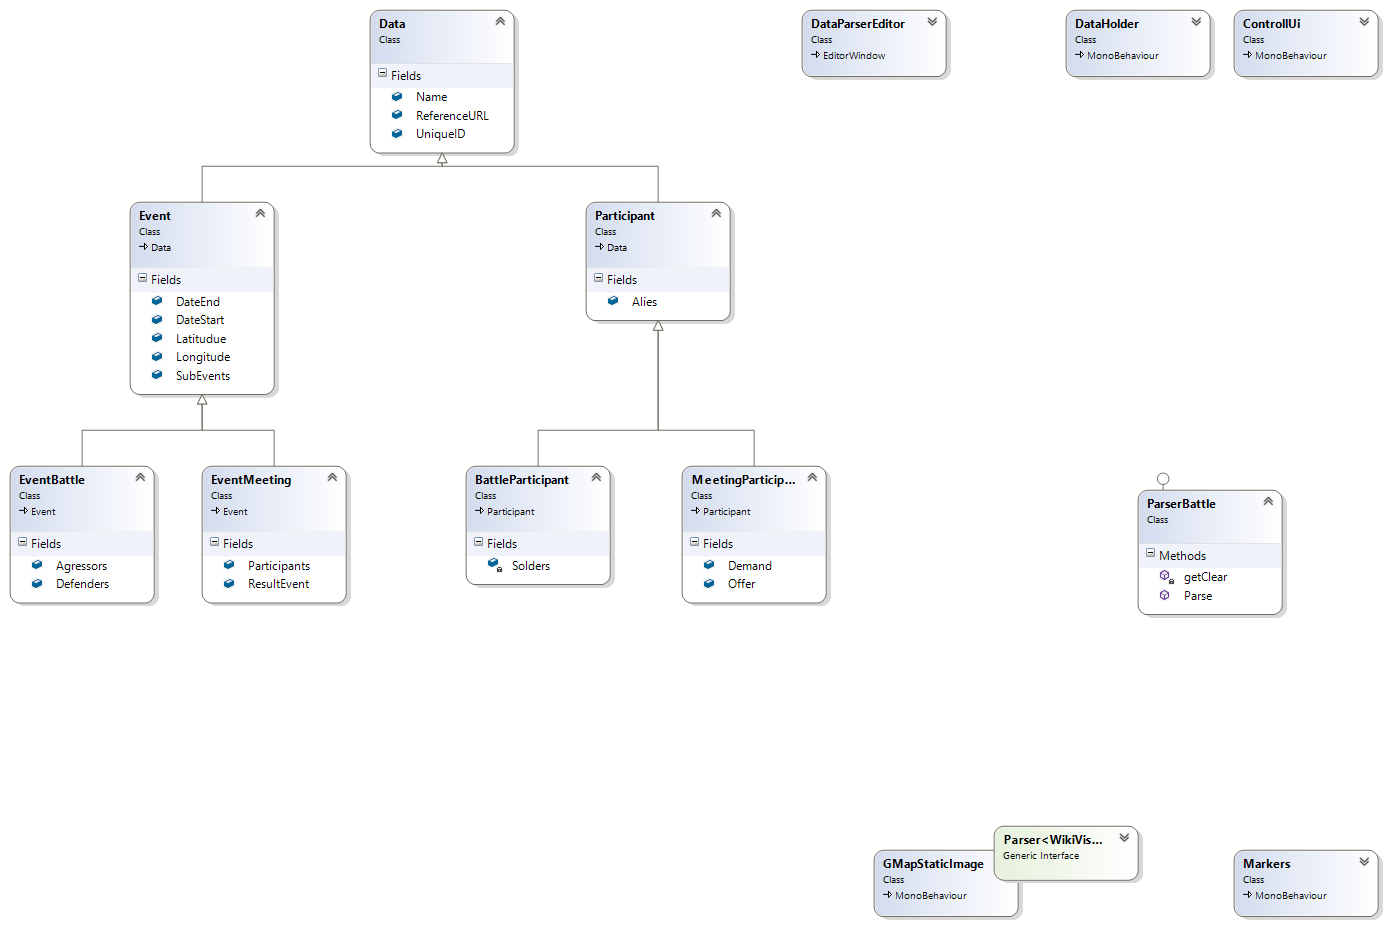 Data
Class
Fields
Name
ReferenceURL
UniqueID
DataParserEditor
Class
EditorWindow
DataHolder
Class
MonoBehaviour
ControllUi
Class
MonoBehaviour
Event
Class
Data
Fields
DateEnd
DateStart
Latitudue
Longitude
SubEvents
Participant
Class
Data
Fields
Alies
EventBattle
Class
Event
Fields
Agressors
Defenders
EventMeeting
Class
Event
Fields
Participants
ResultEvent
BattleParticipant
Class
Participant
Fields
Solders
MeetingParticip...
Class
Participant
Fields
Demand
Offer
ParserBattle
Class
Methods
getClear
Parse
GMapStaticImage
Class
MonoBehaviour
Parser<WikiVis...
Generic Interface
Markers
Class
MonoBehaviour